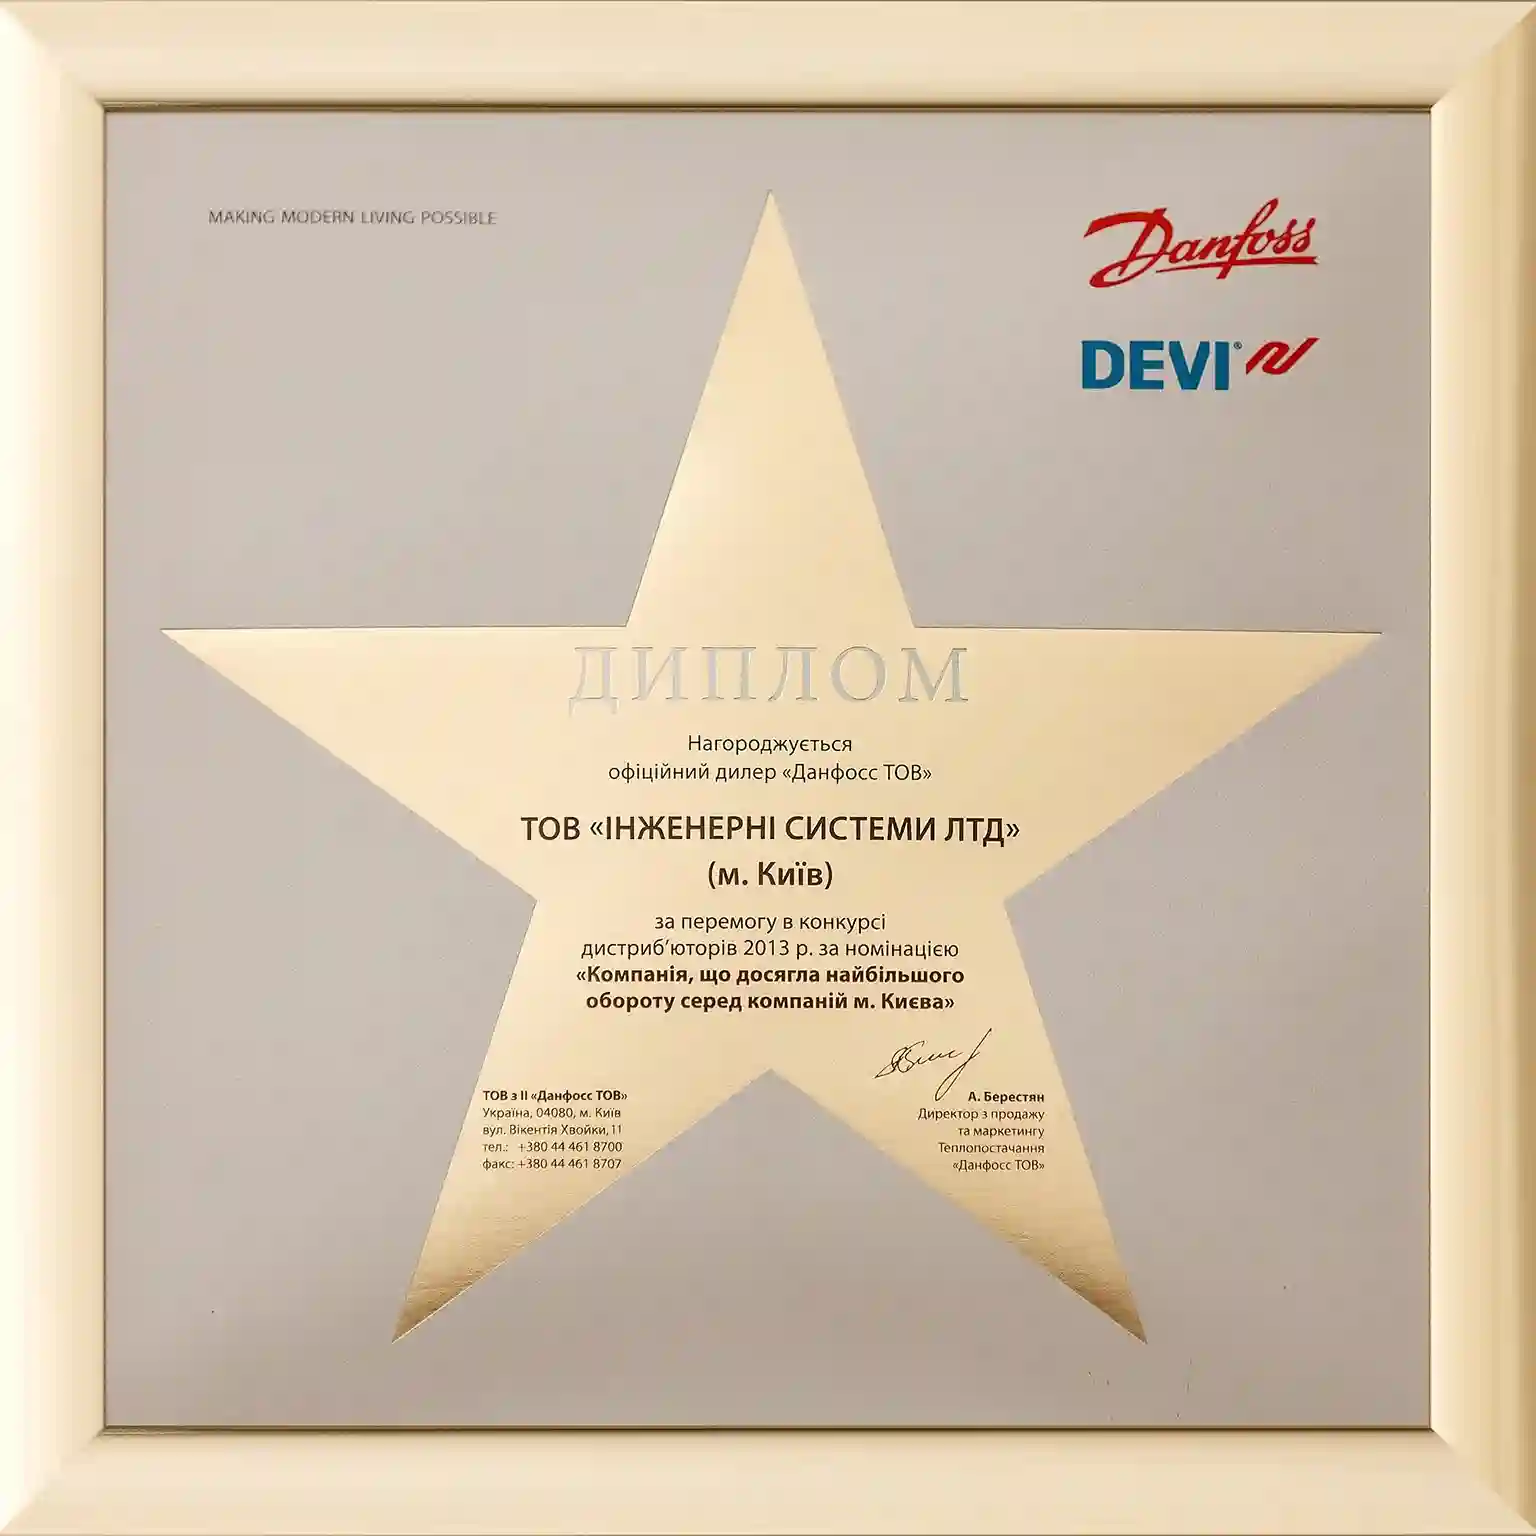 MAKING MODERN LIVING POSSIBLE
Danfoss
DEVI®
ДИПЛОМ
Нагороджується
офіційний дилер «Данфосс ТОВ»
ТОВ «ІНЖЕНЕРНІ СИСТЕМИ ЛТД»
(м. Київ)
за перемогу в конкурсі
дистриб’юторів 2013 р. за номінацією
«Компанія, що досягла найбільшого
обороту серед компаній м. Києва»
ТОВ з ІІ «Данфосс ТОВ»
Україна, 04080, м. Київ
вул. Вікентія Хвойки, 11
тел.: +380 44 461 8700
факс: +380 44 461 8707
А. Берестян
Директор з продажу
та маркетингу
Теплопостачання
«Данфосс ТОВ»